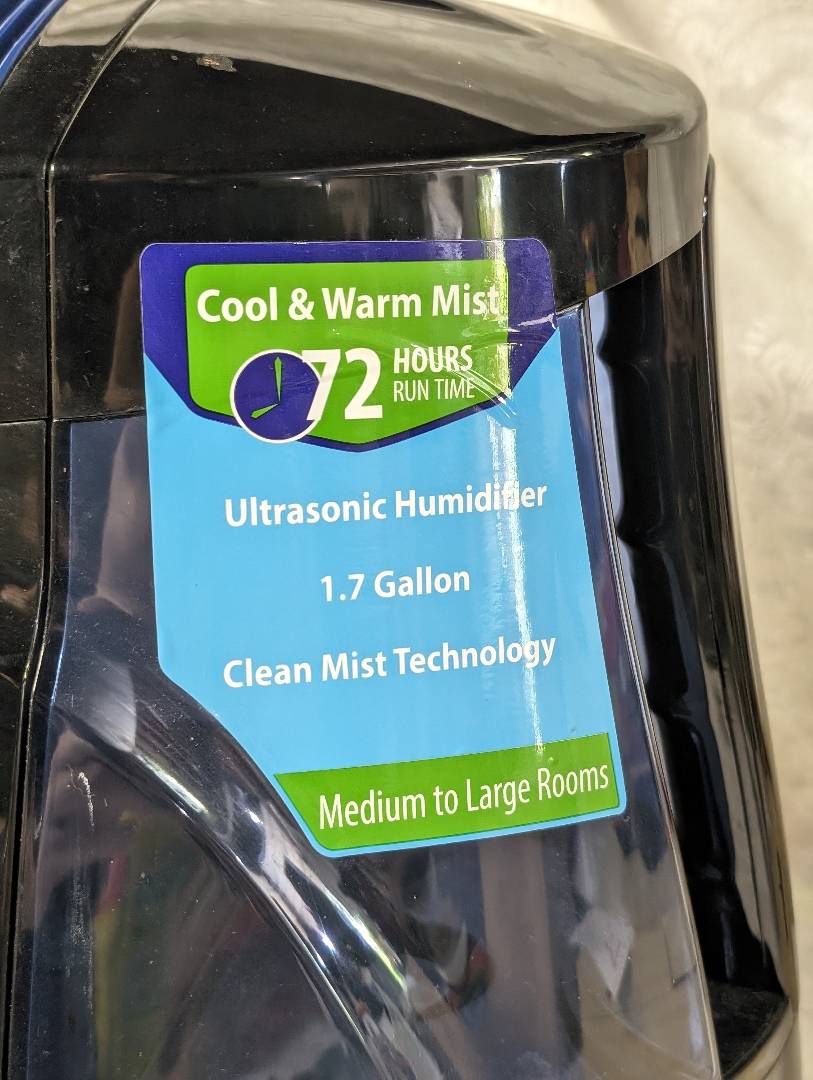 Cool & Warm Mist
72 HOURS
RUN TIME
Ultrasonic Humidifier
1.7 Gallon
Clean Mist Technology
Medium to Large Rooms